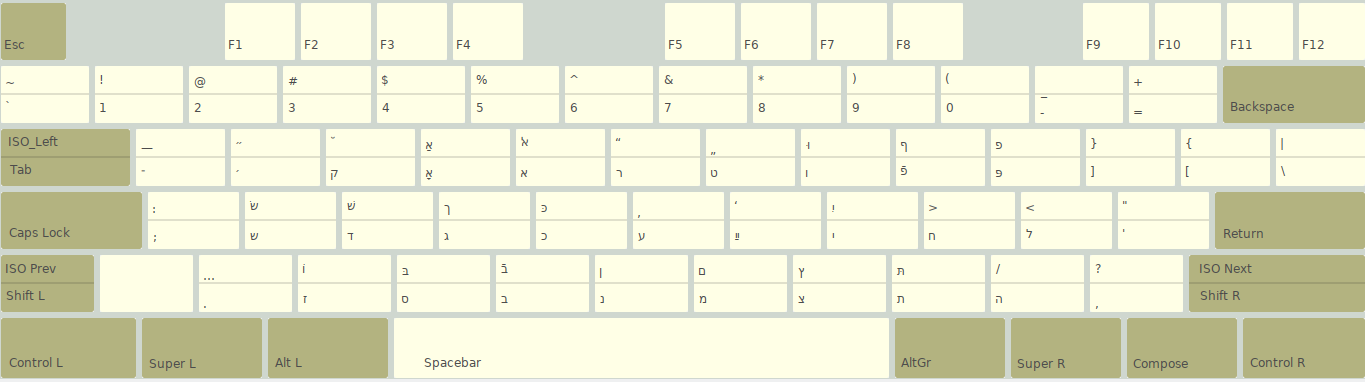 Esc F1 F2 F3 F4 F5 F6 F7 F8 F9 F10 F11 F12
~ ! @ # $ % ^ & * ) ( _ +
` 1 2 3 4 5 6 7 8 9 0 - = Backspace
ISO_Left — ״ ˘ אַ אׂ “ „ וּ ף פּ } { |
Tab ־ ׳ ק אָ א ר ט ו פֿ פּ ] [ \
: שׂ שׁ ך כּ ‚ ‘ יִ > < "
Caps Lock ; ש ד ג כ ע ײַ י ח ל ' Return
ISO Prev … וֹ בּ בֿ ן ם ץ תּ / ? ISO Next
Shift L . ז ס ב נ מ צ ת ה , Shift R
Control L Super L Alt L Spacebar AltGr Super R Compose Control R